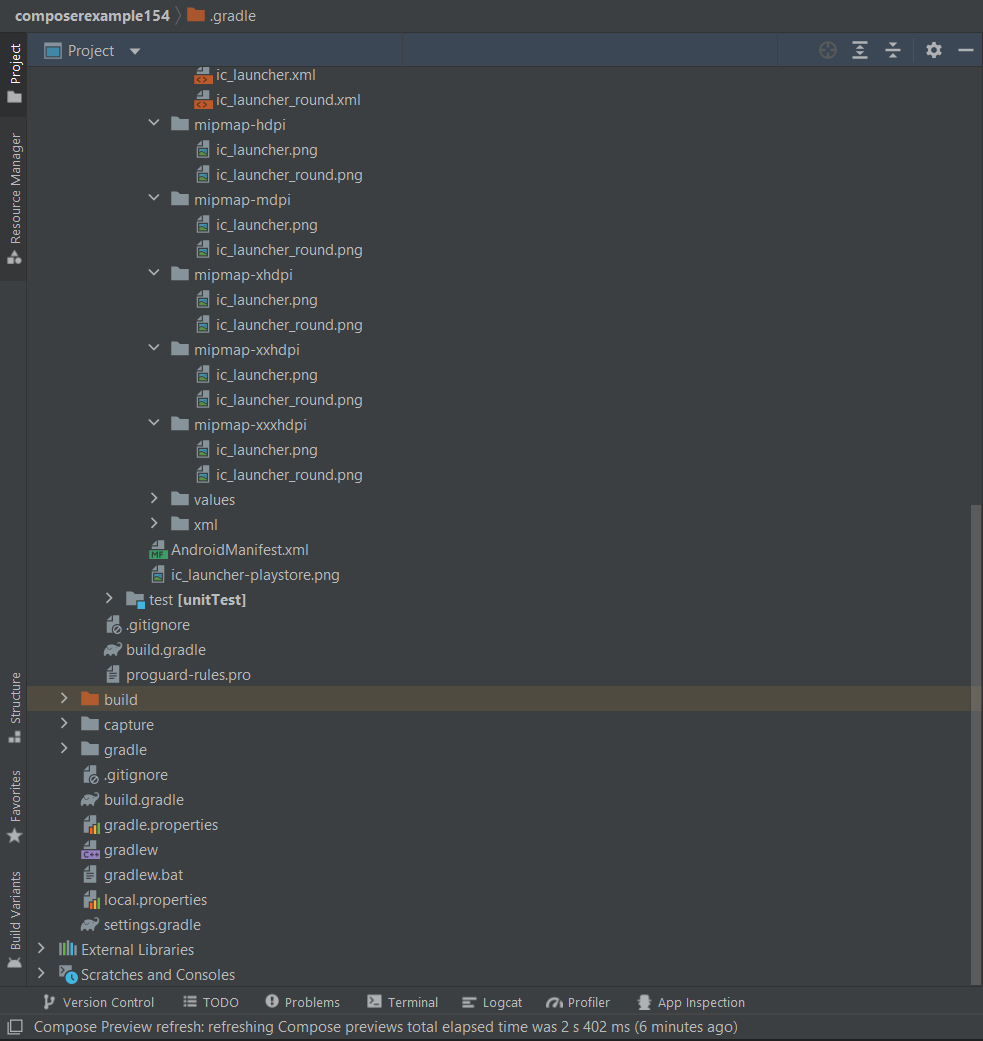 composerexample154 .gradle
Project
Project
Resource Manager
ic_launcher.xml
ic_launcher_round.xml
mipmap-hdpi
ic_launcher.png
ic_launcher_round.png
mipmap-mdpi
ic_launcher.png
ic_launcher_round.png
mipmap-xhdpi
ic_launcher.png
ic_launcher_round.png
mipmap-xxhdpi
ic_launcher.png
ic_launcher_round.png
mipmap-xxxhdpi
ic_launcher.png
ic_launcher_round.png
values
xml
MF AndroidManifest.xml
ic_launcher-playstore.png
test [unitTest]
.gitignore
build.gradle
proguard-rules.pro
build
capture
gradle
.gitignore
build.gradle
gradle.properties
C++ gradlew
gradlew.bat
local.properties
settings.gradle
External Libraries
Scratches and Consoles
Structure
Favorites
Build Variants
Version Control TODO Problems Terminal Logcat Profiler App Inspection
Compose Preview refresh: refreshing Compose previews total elapsed time was 2 s 402 ms (6 minutes ago)